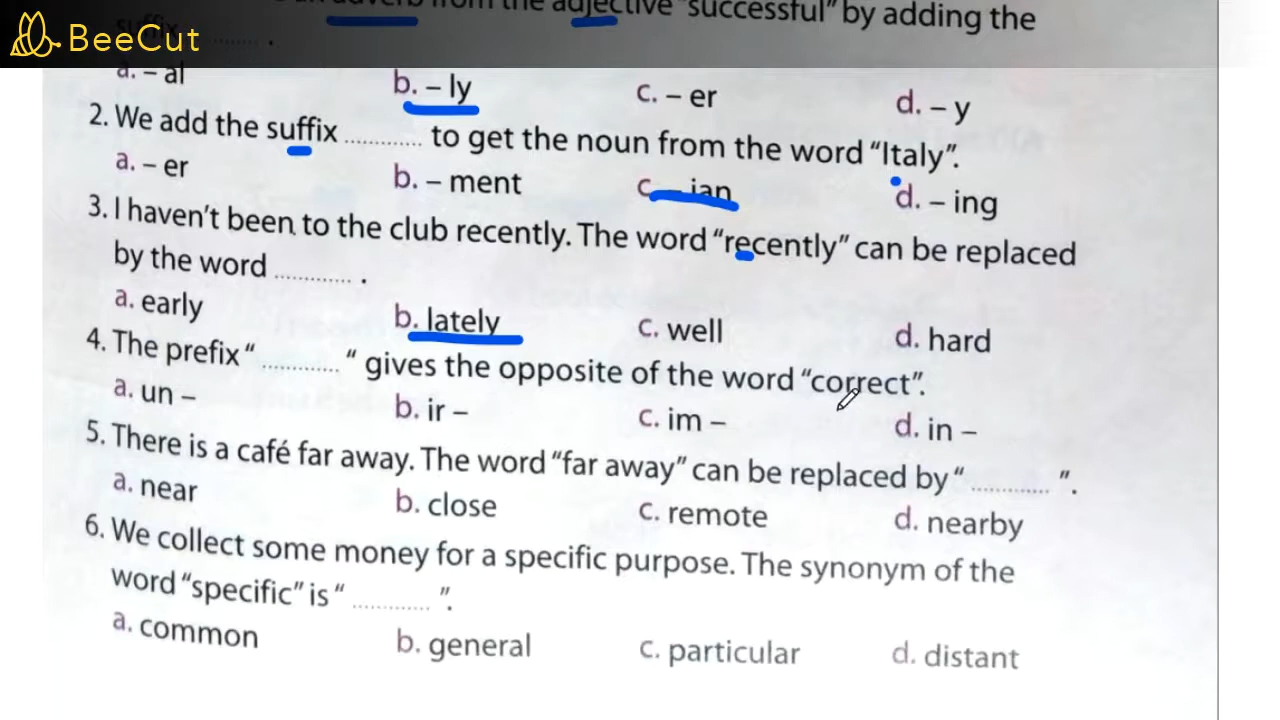 BeeCut
adverb from the adjective "successful" by adding the
suffix ............ .
a. – al b. – ly c. – er d. – y
2. We add the suffix ............. to get the noun from the word "Italy".
a. – er b. – ment c. – ian d. – ing
3. I haven't been to the club recently. The word "recently" can be replaced
by the word ............. .
a. early b. lately c. well d. hard
4. The prefix " ............. " gives the opposite of the word "correct".
a. un – b. ir – c. im – d. in –
5. There is a café far away. The word "far away" can be replaced by " ............. ".
a. near b. close c. remote d. nearby
6. We collect some money for a specific purpose. The synonym of the
word "specific" is " ............. ".
a. common b. general c. particular d. distant